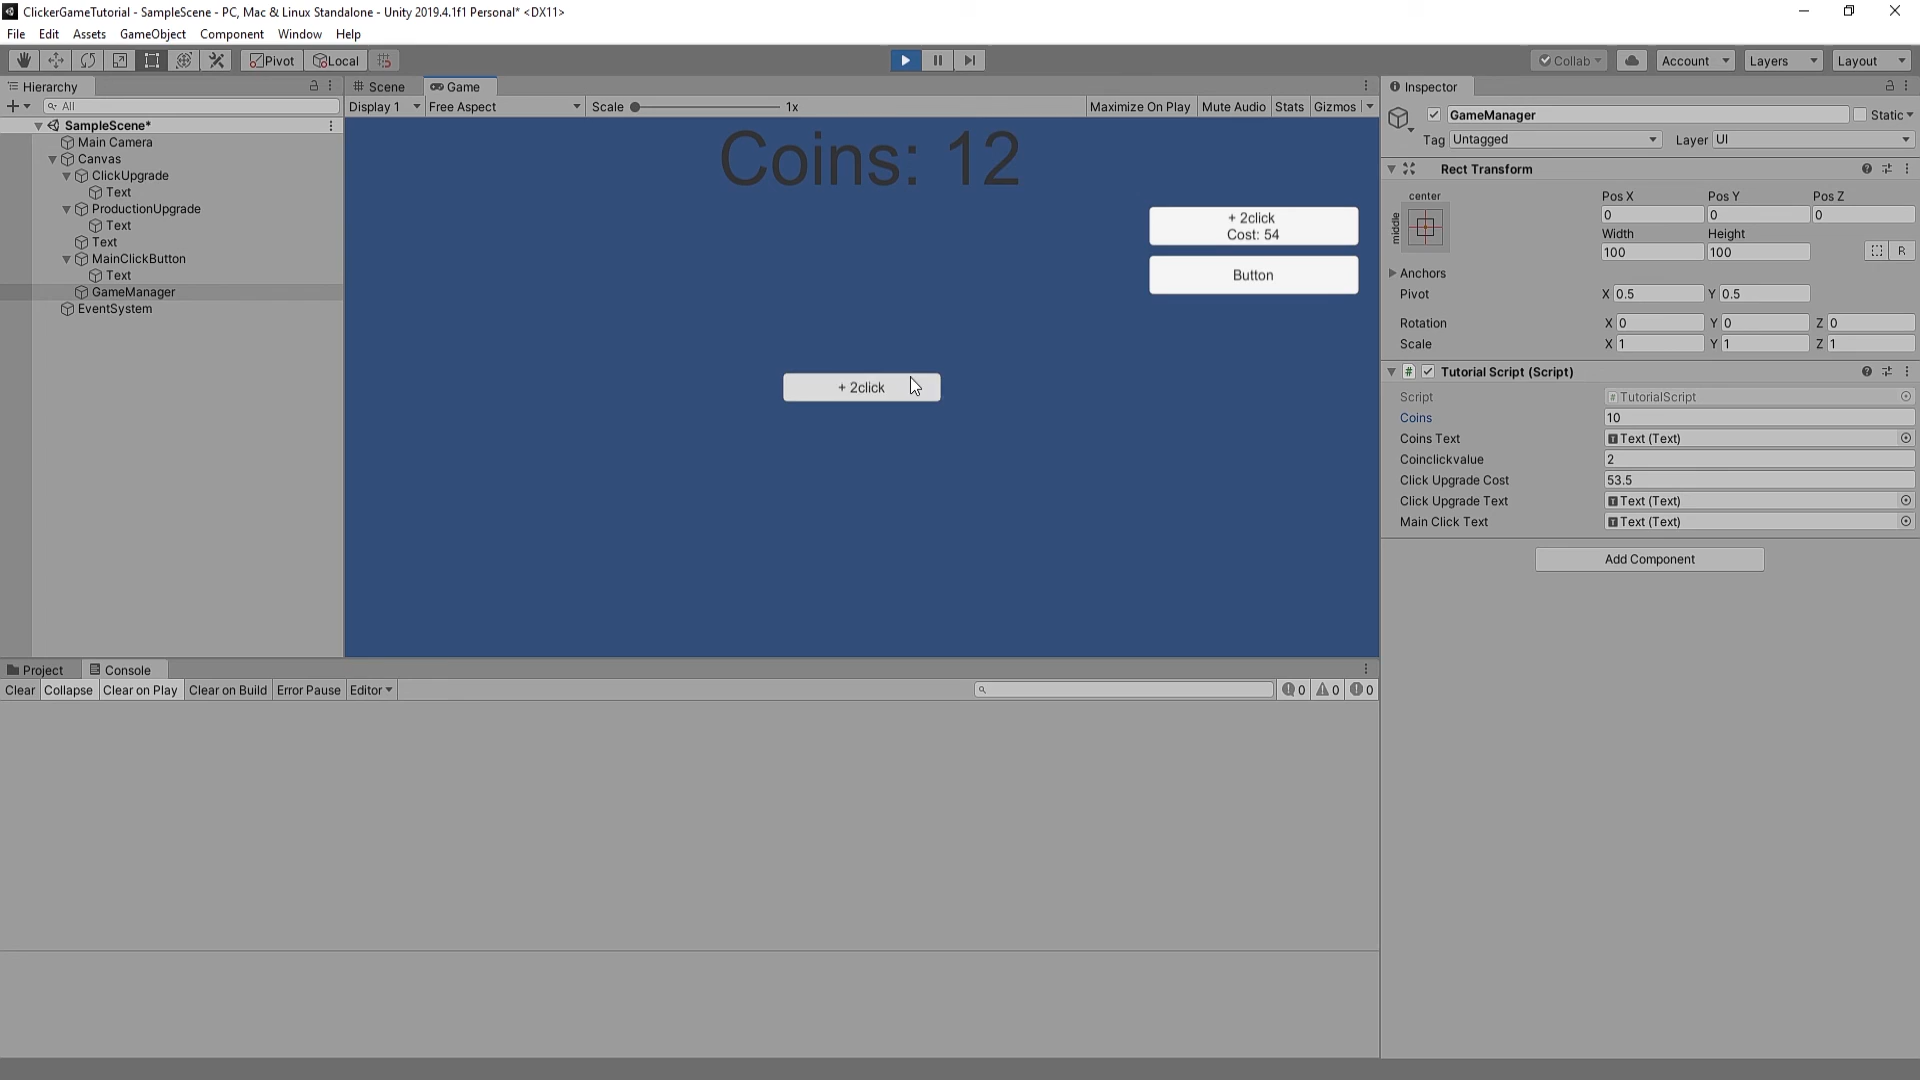 ClickerGameTutorial - SampleScene - PC, Mac & Linux Standalone - Unity 2019.4.1f1 Personal* <DX11>
File Edit Assets GameObject Component Window Help
Pivot Local Collab Account Layers Layout
Hierarchy
All
SampleScene*
Main Camera
Canvas
ClickUpgrade
Text
ProductionUpgrade
Text
Text
MainClickButton
Text
GameManager
EventSystem
Scene Game
Display 1 Free Aspect Scale 1x Maximize On Play Mute Audio Stats Gizmos
Coins: 12
+ 2click
Cost: 54
Button
+ 2click
Project Console
Clear Collapse Clear on Play Clear on Build Error Pause Editor 0 0 0
Inspector
GameManager Static
Tag Untagged Layer UI
Rect Transform
center
middle
Pos X Pos Y Pos Z
0 0 0
Width Height
100 100 R
Anchors
Pivot X 0.5 Y 0.5
Rotation X 0 Y 0 Z 0
Scale X 1 Y 1 Z 1
# Tutorial Script (Script)
Script # TutorialScript
Coins 10
Coins Text T Text (Text)
Coinclickvalue 2
Click Upgrade Cost 53.5
Click Upgrade Text T Text (Text)
Main Click Text T Text (Text)
Add Component